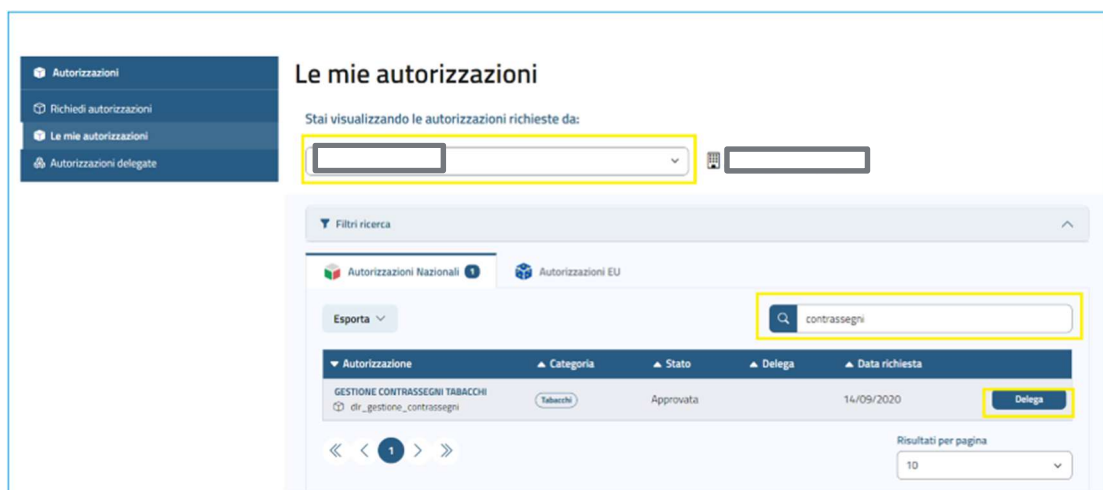 Autorizzazioni
Richiedi autorizzazioni
Le mie autorizzazioni
Autorizzazioni delegate
Le mie autorizzazioni
Stai visualizzando le autorizzazioni richieste da:
Filtri ricerca
Autorizzazioni Nazionali 1
Autorizzazioni EU
Esporta
contrassegni
Autorizzazione Categoria Stato Delega Data richiesta
GESTIONE CONTRASSEGNI TABACCHI
dlr_gestione_contrassegni
Tabacchi
Approvata
14/09/2020
Delega
1
Risultati per pagina
10